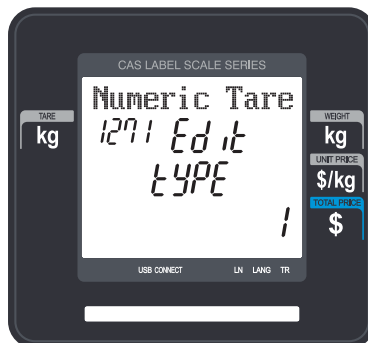 CAS LABEL SCALE SERIES
Numeric Tare
TARE
kg
1271 Edit
tYPE
1
WEIGHT
kg
UNIT PRICE
$/kg
TOTAL PRICE
$
USB CONNECT LN LANG TR